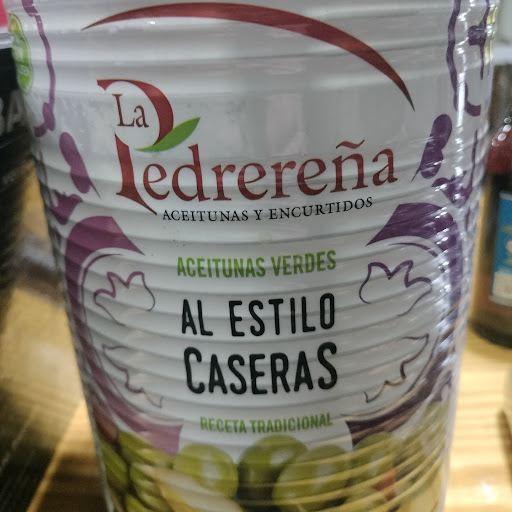 La
Pedrereña
ACEITUNAS Y ENCURTIDOS
ACEITUNAS VERDES
AL ESTILO
CASERAS
RECETA TRADICIONAL